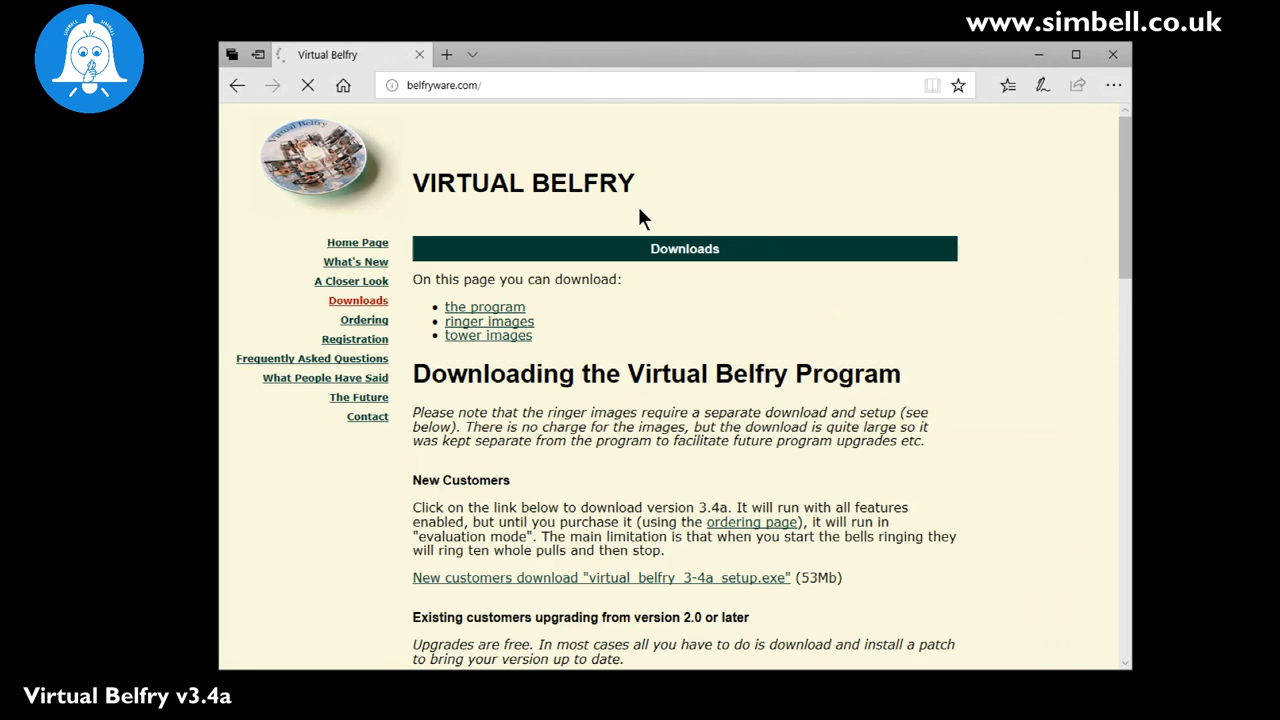 www.simbell.co.uk
SIMBELL SIMBELL
Virtual Belfry
belfryware.com/
Virtual Belfry
VIRTUAL BELFRY
Downloads
Home Page
What's New
A Closer Look
Downloads
Ordering
Registration
Frequently Asked Questions
What People Have Said
The Future
Contact
On this page you can download:
• the program
• ringer images
• tower images
Downloading the Virtual Belfry Program
Please note that the ringer images require a separate download and setup (see
below). There is no charge for the images, but the download is quite large so it
was kept separate from the program to facilitate future program upgrades etc.
New Customers
Click on the link below to download version 3.4a. It will run with all features
enabled, but until you purchase it (using the ordering page), it will run in
"evaluation mode". The main limitation is that when you start the bells ringing they
will ring ten whole pulls and then stop.
New customers download "virtual_belfry_3-4a_setup.exe" (53Mb)
Existing customers upgrading from version 2.0 or later
Upgrades are free. In most cases all you have to do is download and install a patch
to bring your version up to date.
Virtual Belfry v3.4a